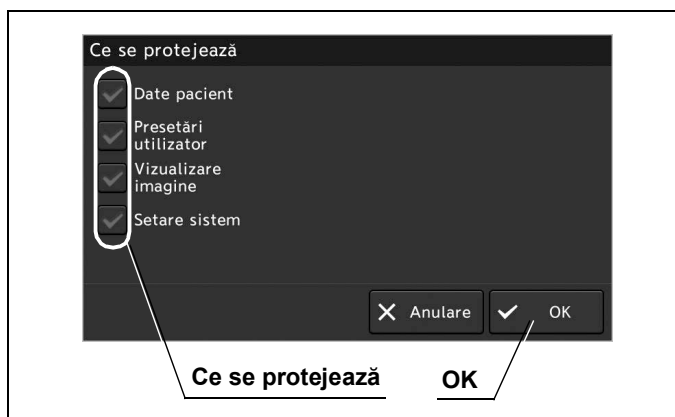 Ce se protejează
Date pacient
Presetări
utilizator
Vizualizare
imagine
Setare sistem
Anulare
OK
Ce se protejează
OK